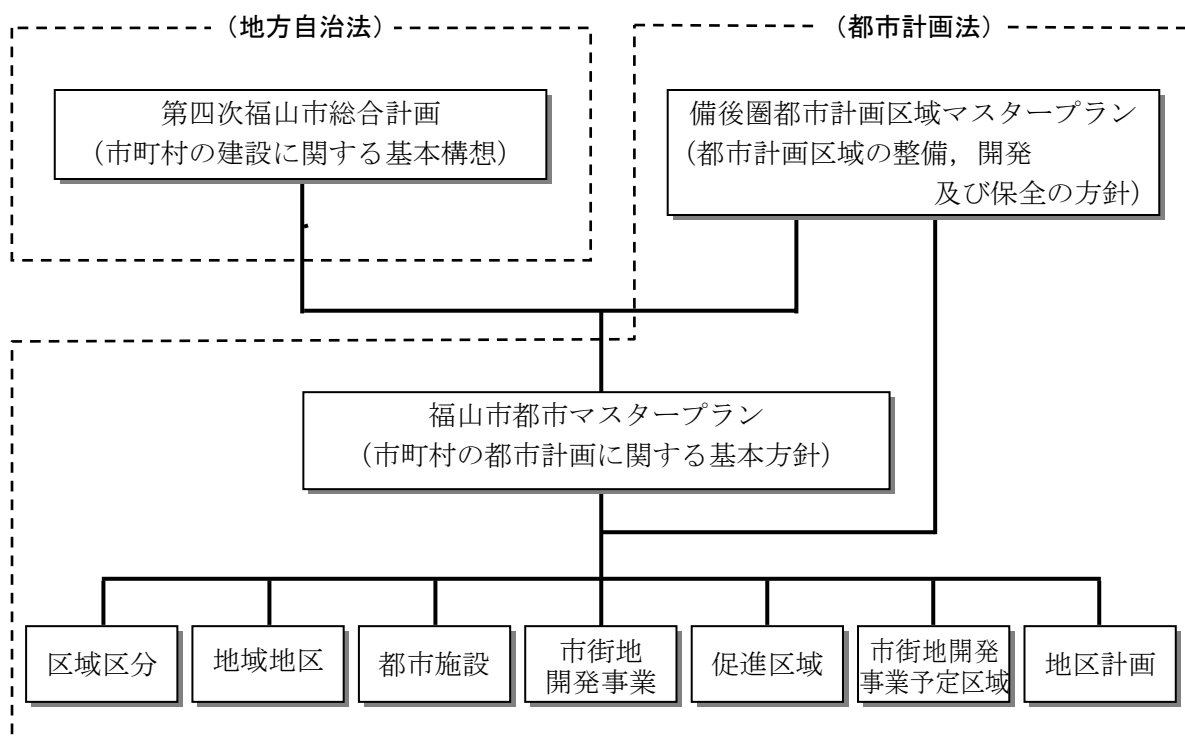 （地方自治法）
（都市計画法）
第四次福山市総合計画
（市町村の建設に関する基本構想）
備後圏都市計画区域マスタープラン
（都市計画区域の整備，開発
及び保全の方針）
福山市都市マスタープラン
（市町村の都市計画に関する基本方針）
区域区分
地域地区
都市施設
市街地
開発事業
促進区域
市街地開発
事業予定区域
地区計画